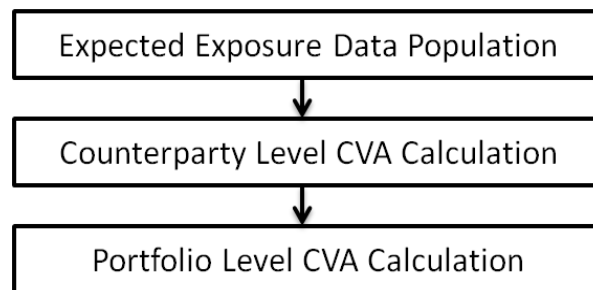 Expected Exposure Data Population
Counterparty Level CVA Calculation
Portfolio Level CVA Calculation